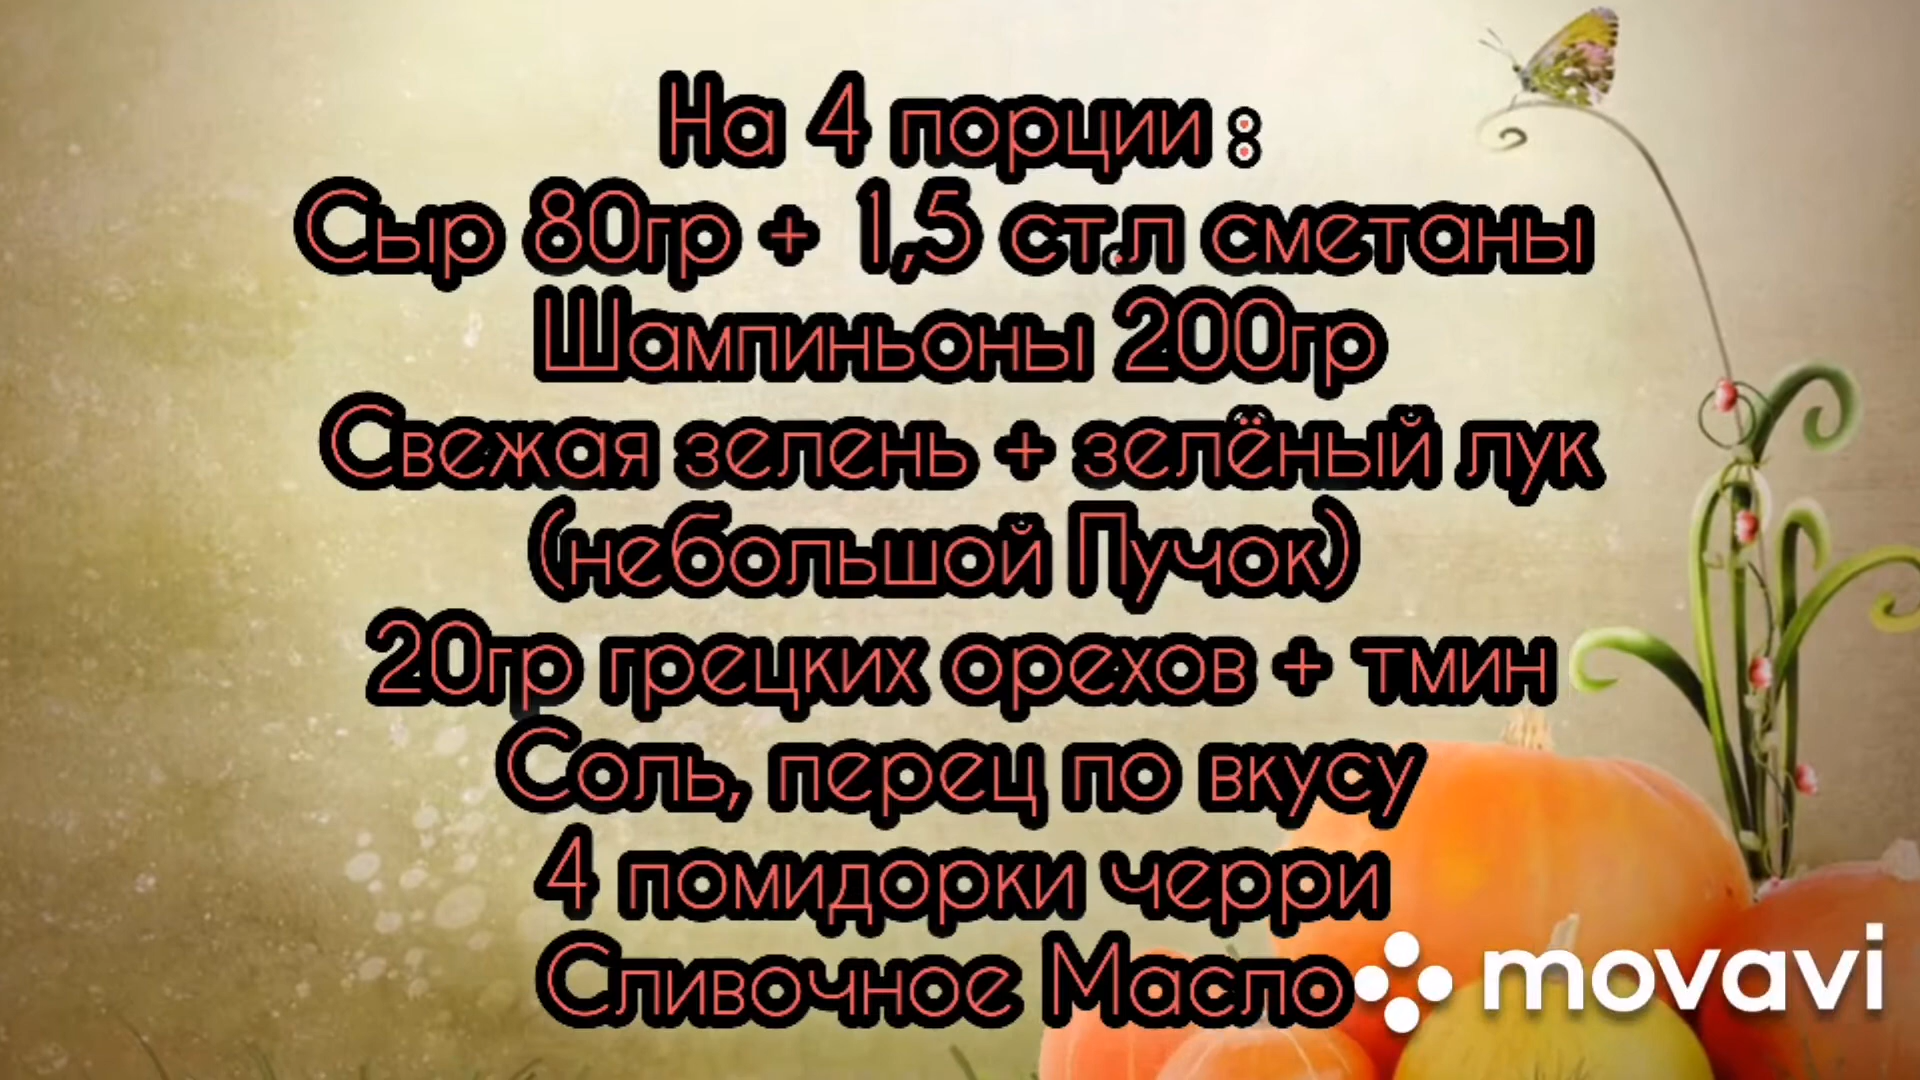 На 4 порции :
Сыр 80гр + 1,5 ст.л сметаны
Шампиньоны 200гр
Свежая зелень + зелёный лук
(небольшой Пучок)
20гр грецких орехов + тмин
Соль, перец по вкусу
4 помидорки черри
Сливочное Масло
movavi